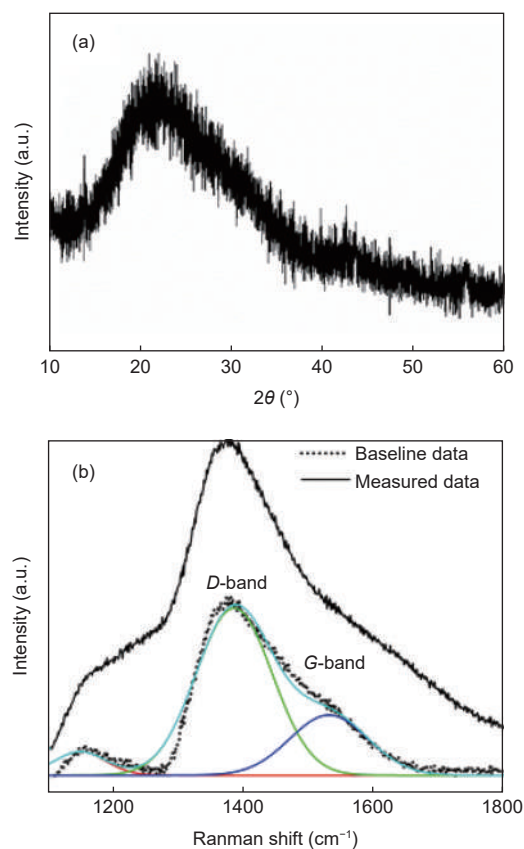 (a)
Intensity (a.u.)
10 20 30 40 50 60
2θ (°)
(b)
Baseline data
Measured data
D-band
G-band
Intensity (a.u.)
1200 1400 1600 1800
Ranman shift (cm⁻¹)